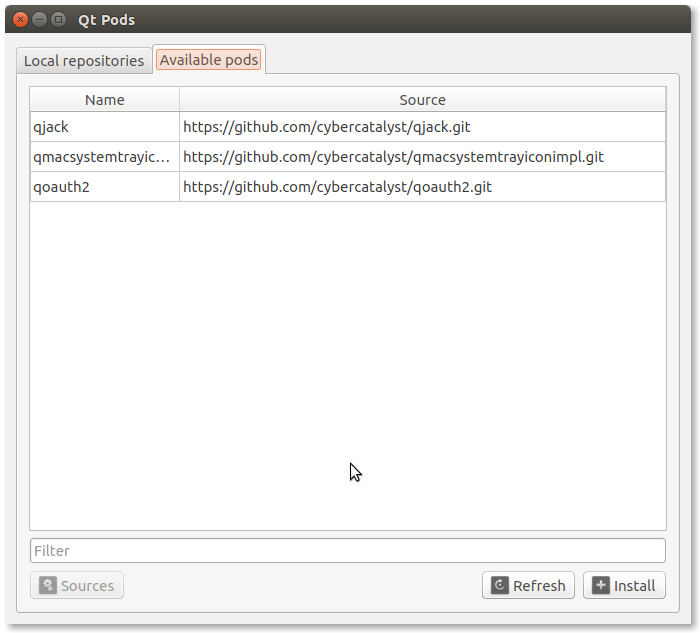 Qt Pods
Local repositories Available pods
Name Source
qjack https://github.com/cybercatalyst/qjack.git
qmacsystemtrayic... https://github.com/cybercatalyst/qmacsystemtrayiconimpl.git
qoauth2 https://github.com/cybercatalyst/qoauth2.git
Filter
Sources Refresh Install